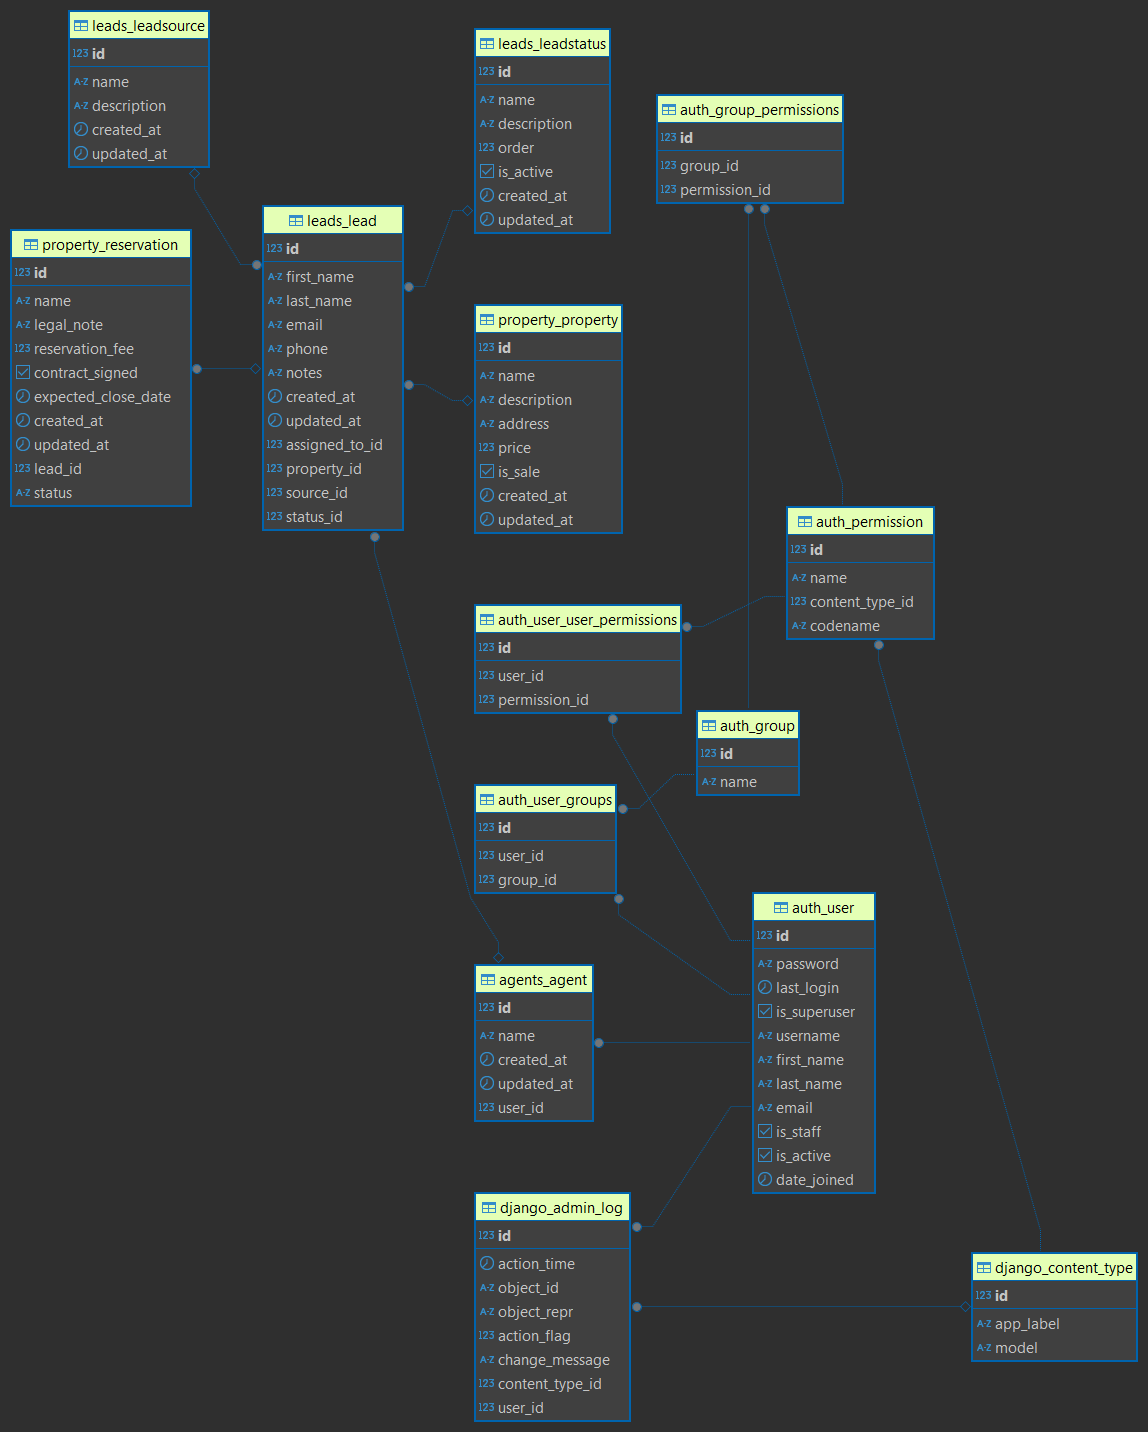 leads_leadsource
123 id
A-Z name
A-Z description
created_at
updated_at
leads_leadstatus
123 id
A-Z name
A-Z description
123 order
is_active
created_at
updated_at
auth_group_permissions
123 id
123 group_id
123 permission_id
property_reservation
123 id
A-Z name
A-Z legal_note
123 reservation_fee
contract_signed
expected_close_date
created_at
updated_at
123 lead_id
A-Z status
leads_lead
123 id
A-Z first_name
A-Z last_name
A-Z email
A-Z phone
A-Z notes
created_at
updated_at
123 assigned_to_id
123 property_id
123 source_id
123 status_id
property_property
123 id
A-Z name
A-Z description
A-Z address
123 price
is_sale
created_at
updated_at
auth_permission
123 id
A-Z name
123 content_type_id
A-Z codename
auth_user_user_permissions
123 id
123 user_id
123 permission_id
auth_group
123 id
A-Z name
auth_user_groups
123 id
123 user_id
123 group_id
auth_user
123 id
A-Z password
last_login
is_superuser
A-Z username
A-Z first_name
A-Z last_name
A-Z email
is_staff
is_active
date_joined
agents_agent
123 id
A-Z name
created_at
updated_at
123 user_id
django_admin_log
123 id
action_time
A-Z object_id
A-Z object_repr
123 action_flag
A-Z change_message
123 content_type_id
123 user_id
django_content_type
123 id
A-Z app_label
A-Z model